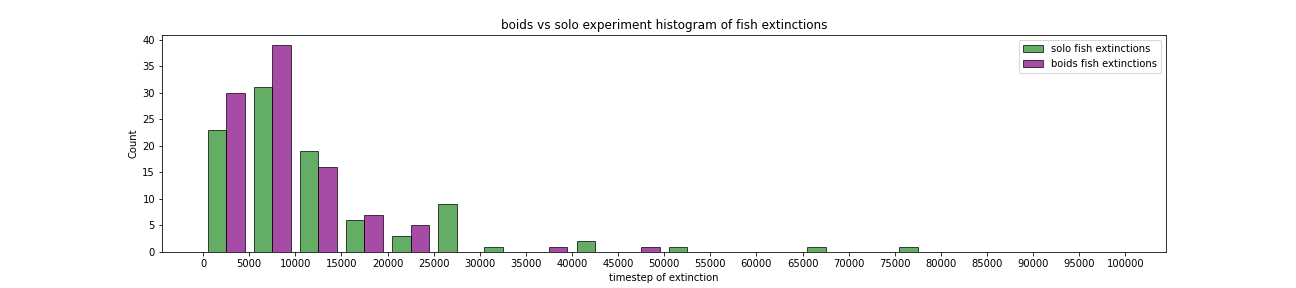 boids vs solo experiment histogram of fish extinctions
solo fish extinctions
boids fish extinctions
40
35
30
25
20
15
10
5
0
Count
0 5000 10000 15000 20000 25000 30000 35000 40000 45000 50000 55000 60000 65000 70000 75000 80000 85000 90000 95000 100000
timestep of extinction